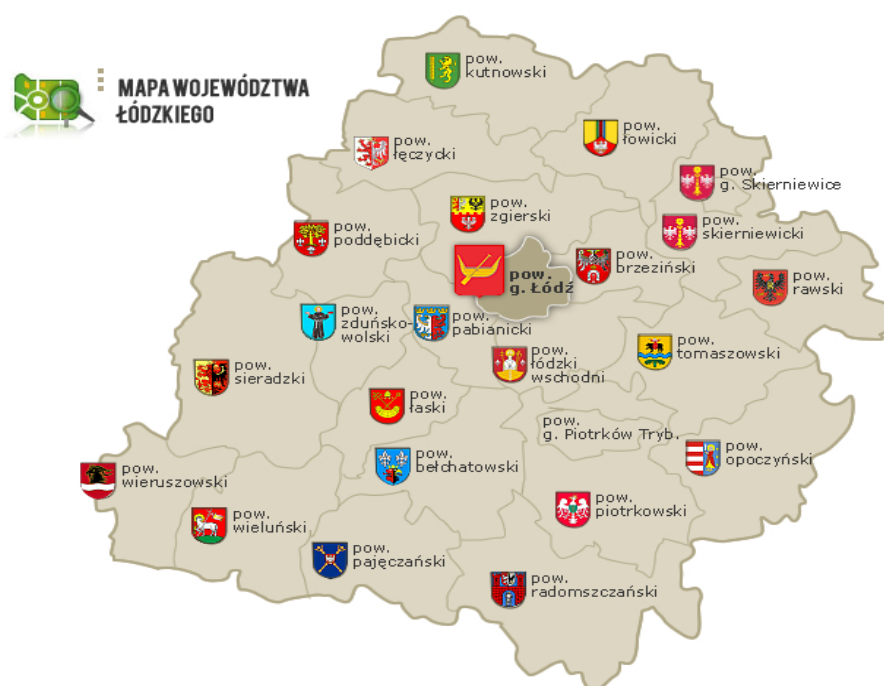 MAPA WOJEWÓDZTWA
ŁÓDZKIEGO
pow.
kutnowski
pow.
łowicki
pow.
łęczycki
pow.
g. Skierniewice
pow.
zgierski
pow.
skierniewicki
pow.
poddębicki
pow.
brzeziński
pow.
g. Łódź
pow.
rawski
pow.
zduńsko-
wolski
pow.
pabianicki
pow.
tomaszowski
pow.
łódzki
wschodni
pow.
sieradzki
pow.
łaski
pow.
g. Piotrków Tryb.
pow.
opoczyński
pow.
bełchatowski
pow.
wieruszowski
pow.
piotrkowski
pow.
wieluński
pow.
pajęczański
pow.
radomszczański